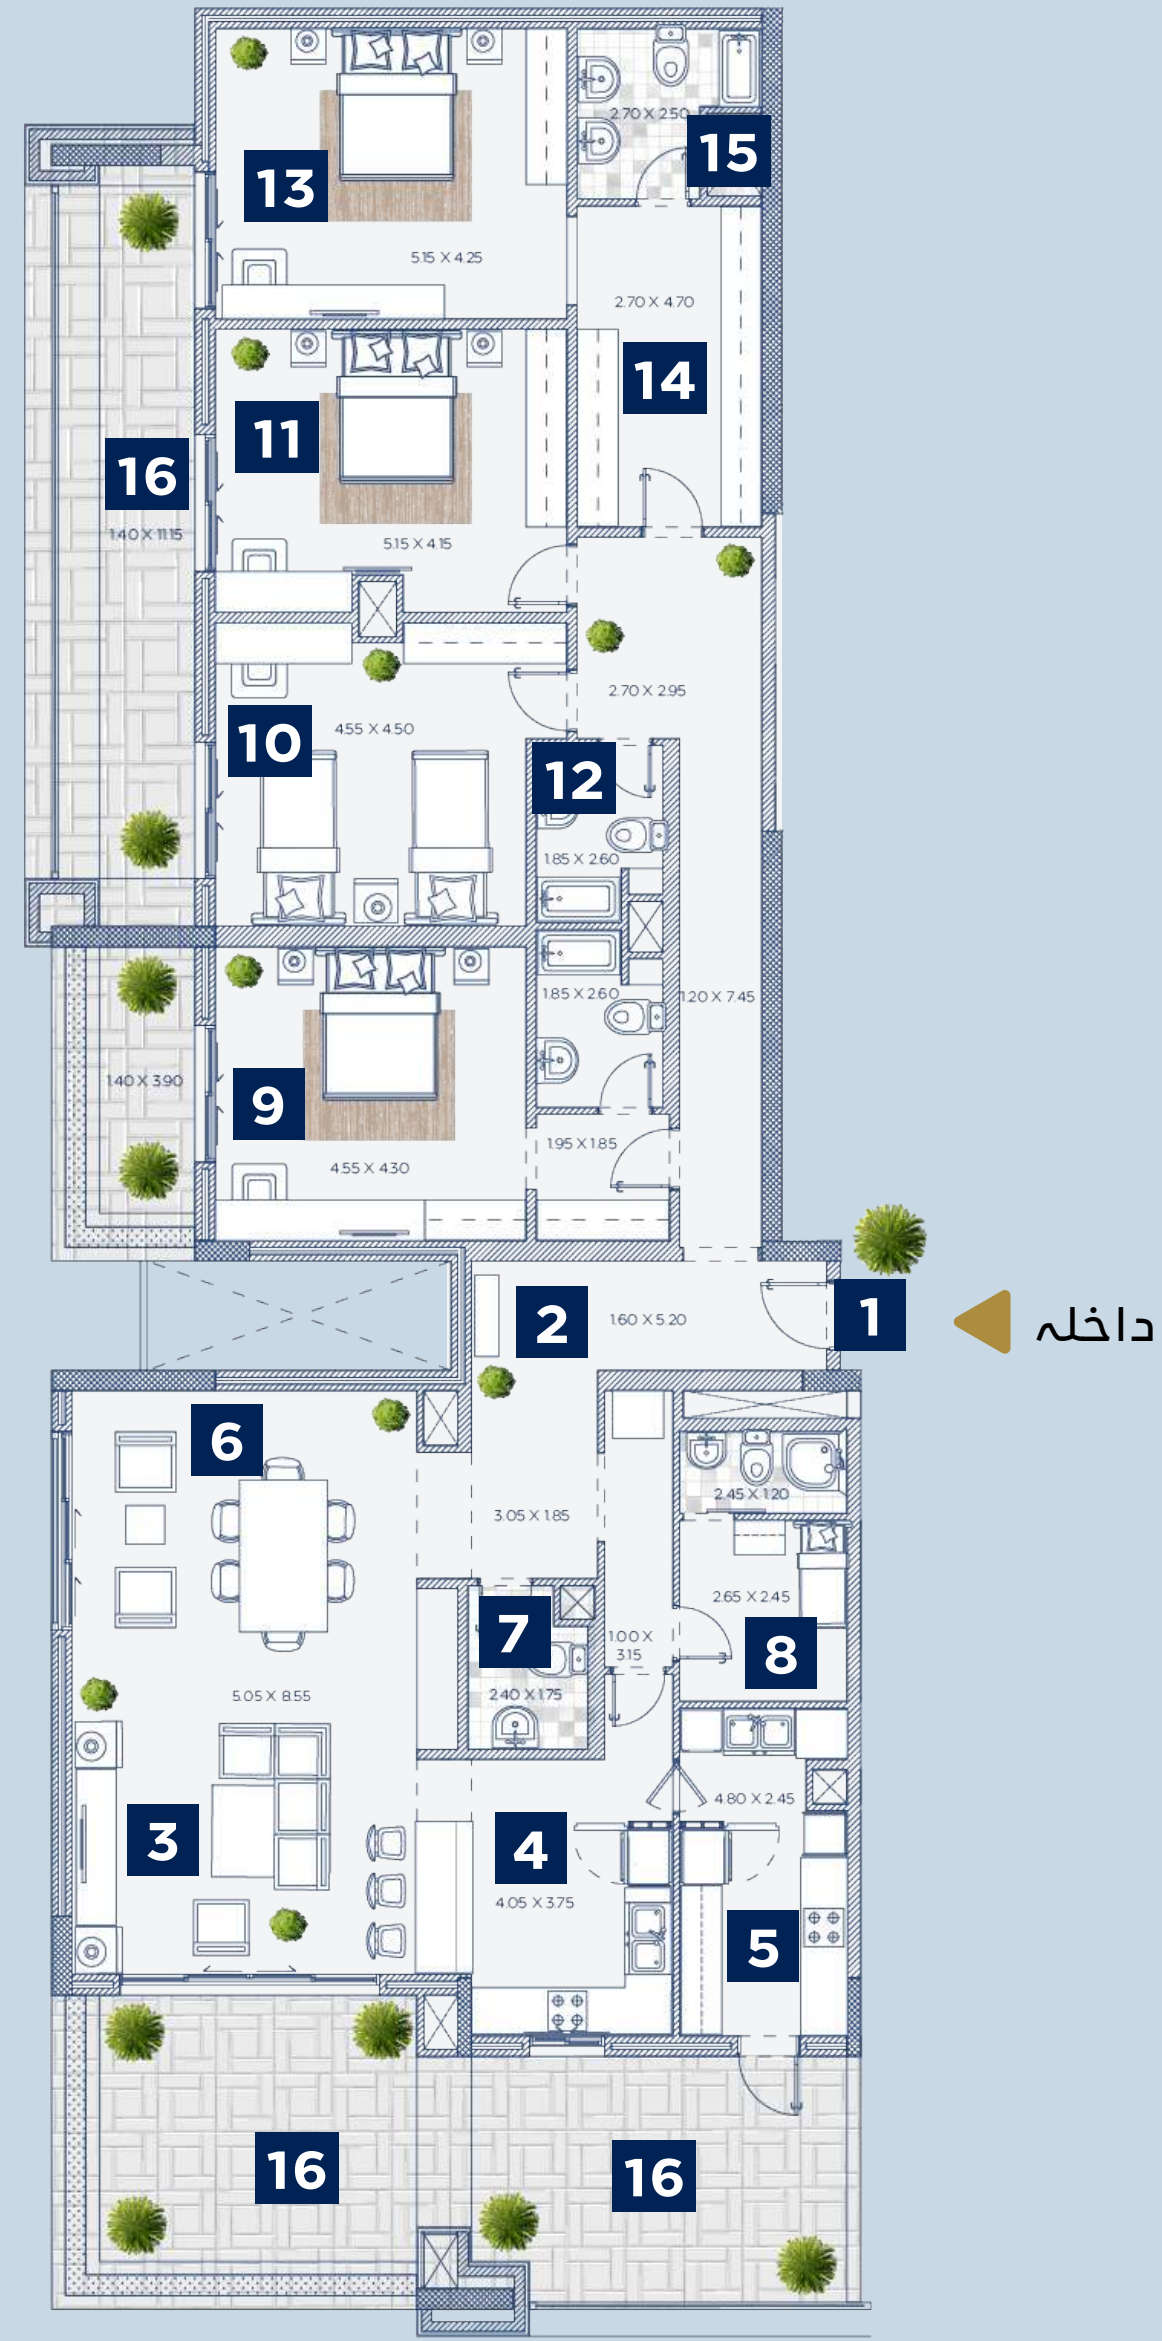 2.70 X 2.50
15
13
5.15 X 4.25
2.70 X 4.70
14
11
16
1.40 X 11.15
5.15 X 4.15
2.70 X 2.95
10
4.55 X 4.50
12
1.85 X 2.60
1.85 X 2.60
1.20 X 7.45
1.40 X 3.90
9
1.95 X 1.85
4.55 X 4.30
2
1.60 X 5.20
1
داخلہ
6
2.45 X 1.20
3.05 X 1.85
2.65 X 2.45
7
1.00 X
3.15
8
2.40 X 1.75
5.05 X 8.55
4.80 X 2.45
3
4
4.05 X 3.75
5
16
16